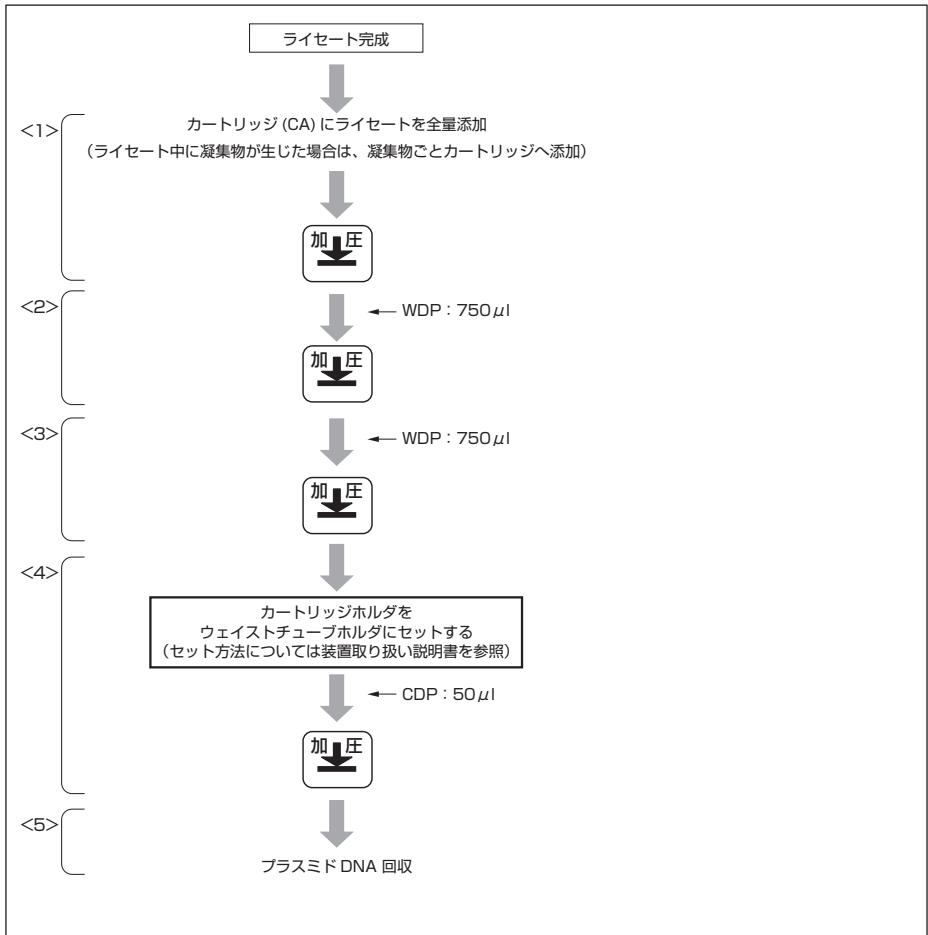 ライセート完成
<1>
カートリッジ (CA) にライセートを全量添加
（ライセート中に凝集物が生じた場合は、凝集物ごとカートリッジへ添加）
加 圧
<2>
WDP：750μl
加 圧
<3>
WDP：750μl
加 圧
<4>
カートリッジホルダを
ウェイストチューブホルダにセットする
（セット方法については装置取り扱い説明書を参照）
CDP：50μl
加 圧
<5>
プラスミド DNA 回収